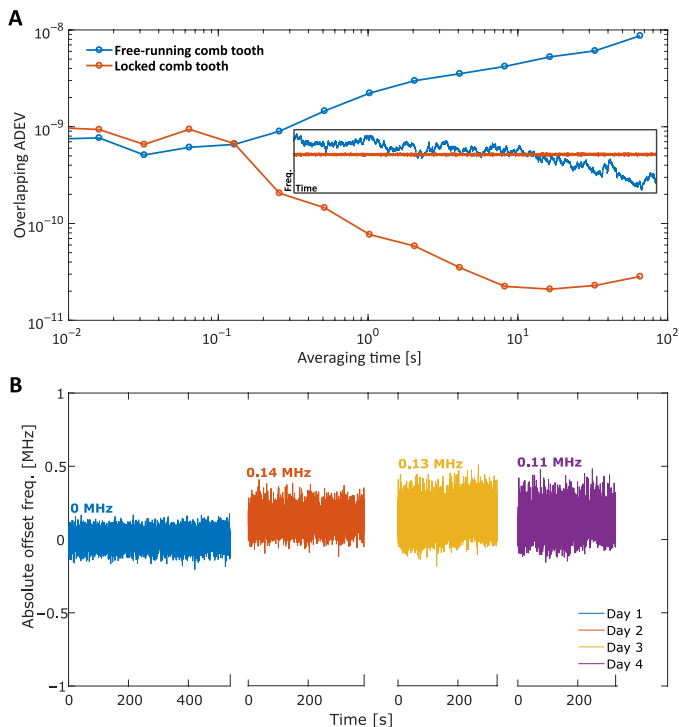 A
10^-8
10^-9
10^-10
10^-11
Overlapping ADEV
Free-running comb tooth
Locked comb tooth
Freq.
Time
10^-2
10^-1
10^0
10^1
10^2
Averaging time [s]
B
1
0.5
0
−0.5
−1
Absolute offset freq. [MHz]
0 MHz
0.14 MHz
0.13 MHz
0.11 MHz
Day 1
Day 2
Day 3
Day 4
0 200 400 0 200 0 200 0 200
Time [s]